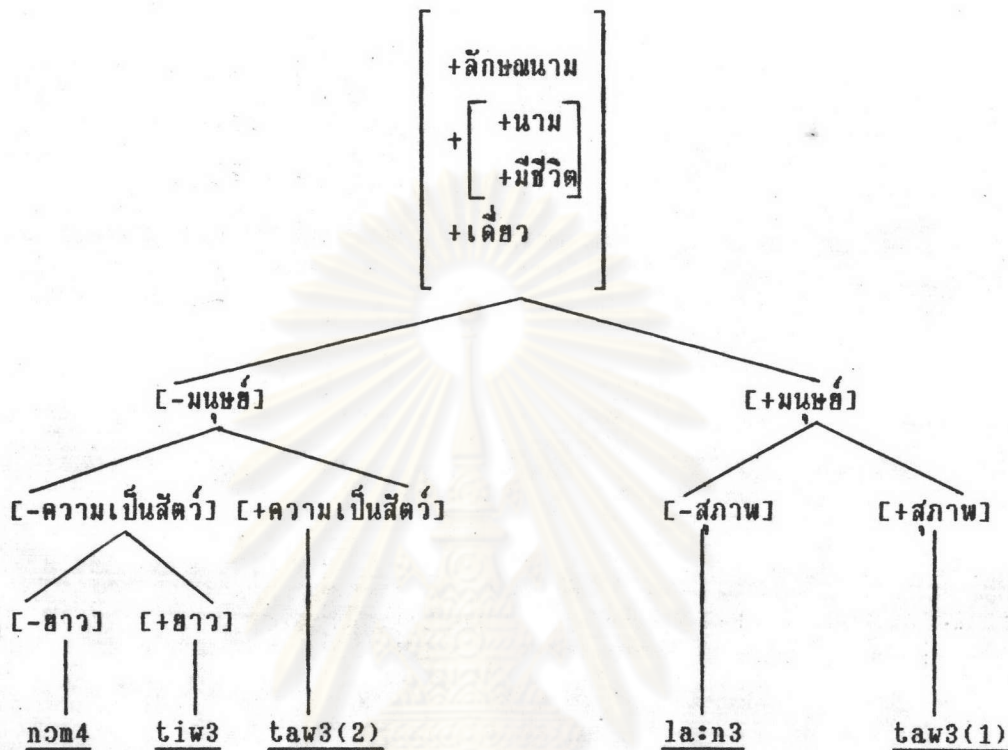 +ลักษณนาม
+ +นาม
+มีชีวิต
+เดี่ยว
[-มนุษย์] [+มนุษย์]
[-ความเป็นสัตว์] [+ความเป็นสัตว์] [-สุภาพ] [+สุภาพ]
[-ยาว] [+ยาว]
nɔm4 tiw3 taw3(2) la:n3 taw3(1)